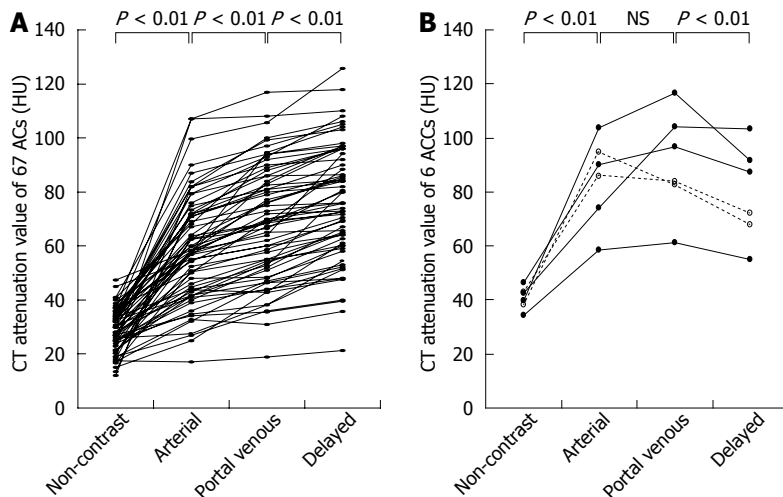 A
P < 0.01 P < 0.01 P < 0.01
CT attenuation value of 67 ACs (HU)
140
120
100
80
60
40
20
0
Non-contrast
Arterial
Portal venous
Delayed
B
P < 0.01 NS P < 0.01
CT attenuation value of 6 ACCs (HU)
140
120
100
80
60
40
20
0
Non-contrast
Arterial
Portal venous
Delayed